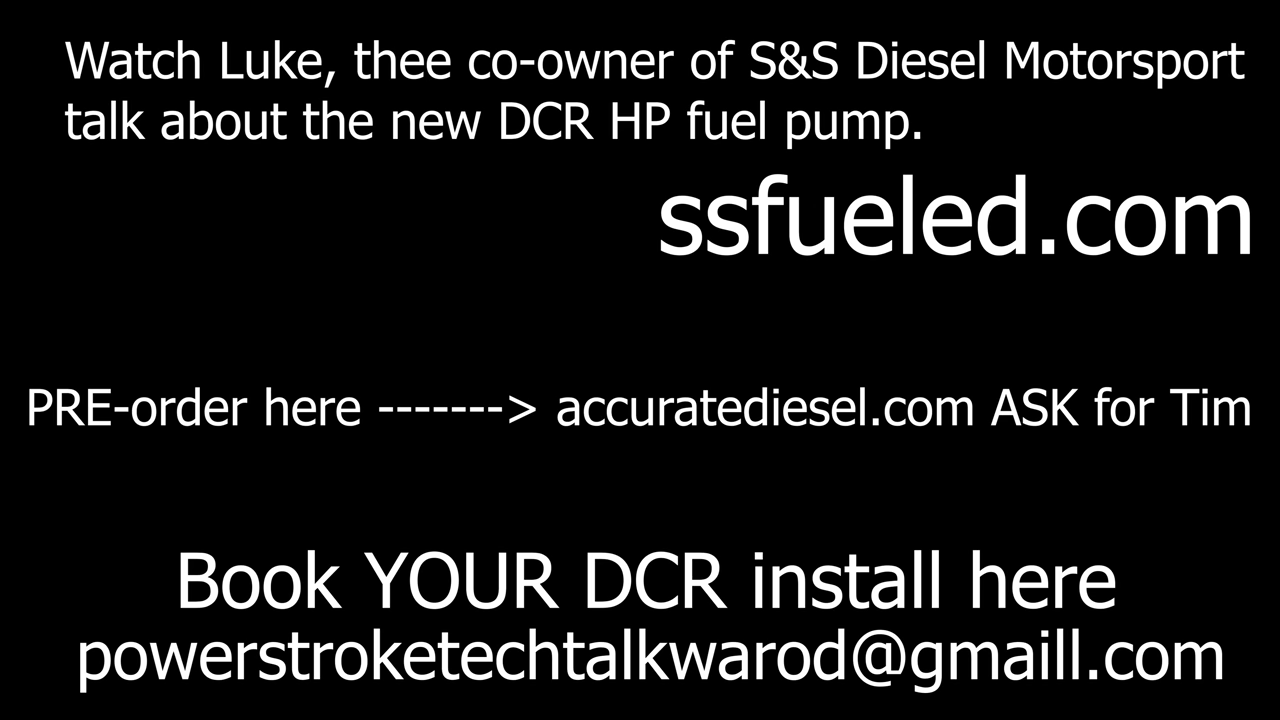 Watch Luke, thee co-owner of S&S Diesel Motorsport
talk about the new DCR HP fuel pump.
ssfueled.com
PRE-order here -------> accuratediesel.com ASK for Tim
Book YOUR DCR install here
powerstroketechtalkwarod@gmaill.com